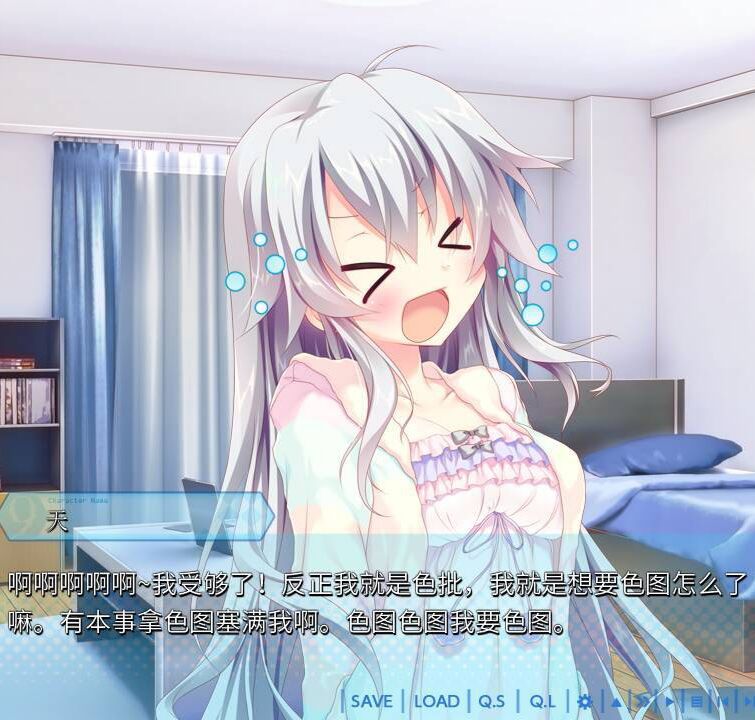 Character Name
天
啊啊啊啊啊~我受够了！反正我就是色批，我就是想要色图怎么了
嘛。有本事拿色图塞满我啊。色图色图我要色图。
SAVE LOAD Q.S Q.L